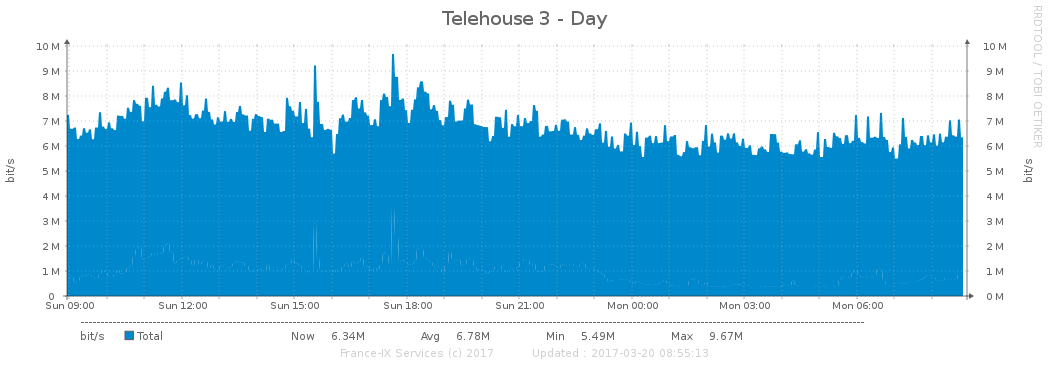 Telehouse 3 - Day
RRDTOOL / TOBI OETIKER
10 M 10 M
9 M 9 M
8 M 8 M
7 M 7 M
6 M 6 M
5 M 5 M
4 M 4 M
3 M 3 M
2 M 2 M
1 M 1 M
0 0 M
bit/s
bit/s
Sun 09:00 Sun 12:00 Sun 15:00 Sun 18:00 Sun 21:00 Mon 00:00 Mon 03:00 Mon 06:00
bit/s Total Now 6.34M Avg 6.78M Min 5.49M Max 9.67M
France-IX Services (c) 2017 Updated : 2017-03-20 08:55:13